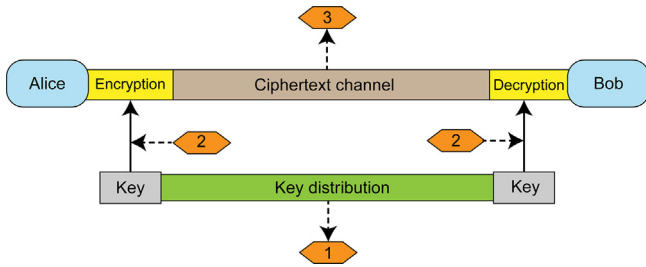 3
Alice
Encryption
Ciphertext channel
Decryption
Bob
2
2
Key
Key distribution
Key
1